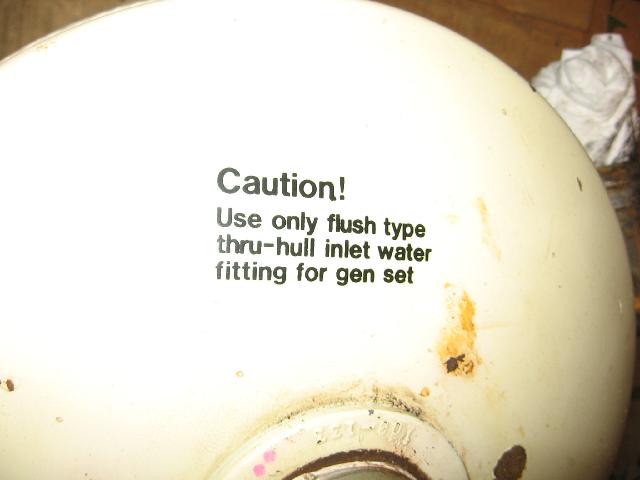 Caution!
Use only flush type
thru-hull inlet water
fitting for gen set